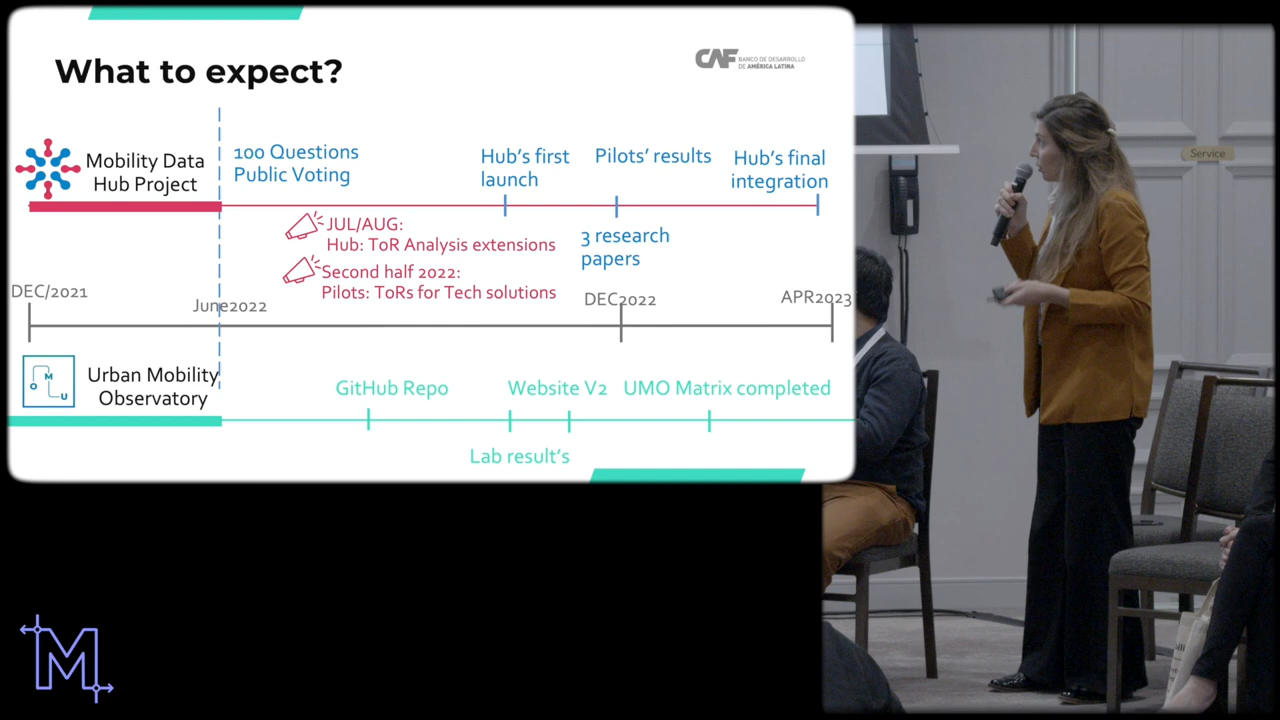 What to expect?
CAF BANCO DE DESARROLLO
DE AMÉRICA LATINA
Mobility Data
Hub Project
100 Questions
Public Voting
Hub's first
launch
Pilots' results
Hub's final
integration
JUL/AUG:
Hub: ToR Analysis extensions
3 research
papers
Second half 2022:
Pilots: ToRs for Tech solutions
DEC/2021
June2022
DEC2022
APR2023
O M U
Urban Mobility
Observatory
GitHub Repo
Website V2
UMO Matrix completed
Lab result's
Service
M